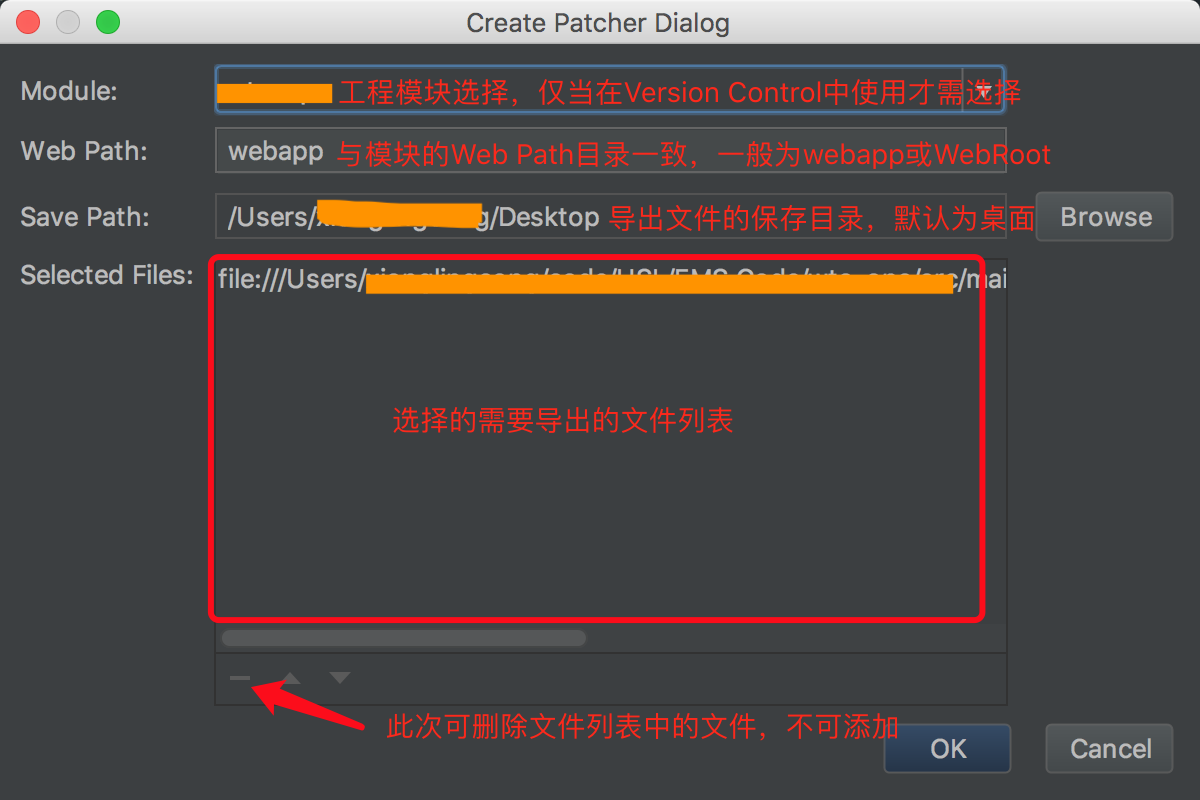 Create Patcher Dialog
Module: 工程模块选择，仅当在Version Control中使用才需选择
Web Path: webapp 与模块的Web Path目录一致，一般为webapp或WebRoot
Save Path: /Users/ g/Desktop 导出文件的保存目录，默认为桌面 Browse
Selected Files: file:///Users/ /mai
选择的需要导出的文件列表
此次可删除文件列表中的文件，不可添加
OK Cancel